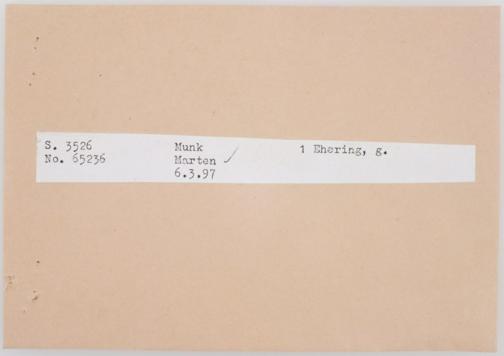 S. 3526 Munk 1 Ehering, g.
No. 65236 Marten ✓
6.3.97